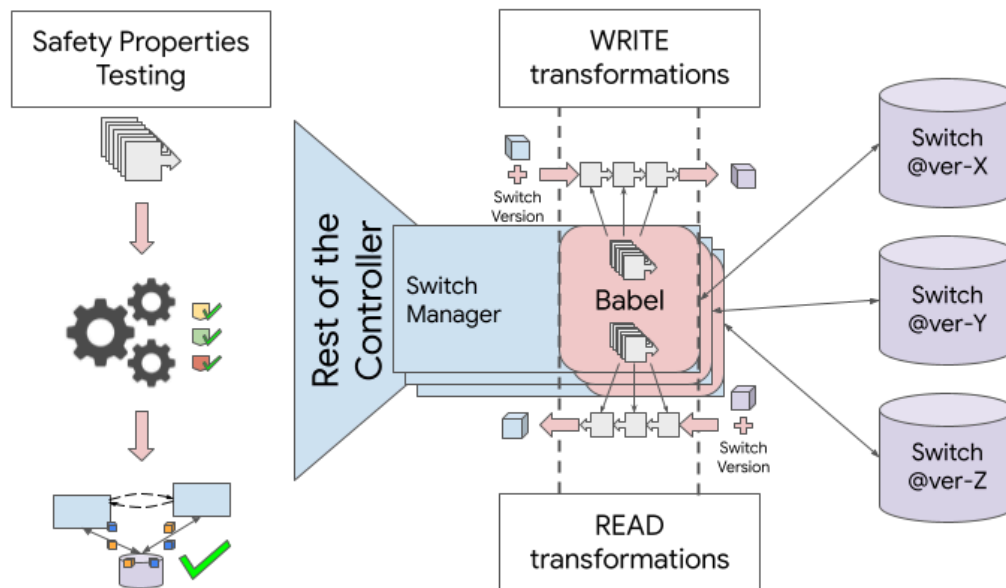 Safety Properties
Testing
WRITE
transformations
Switch
Version
Rest of the
Controller
Switch
Manager
Babel
Switch
@ver-X
Switch
@ver-Y
Switch
@ver-Z
Switch
Version
READ
transformations